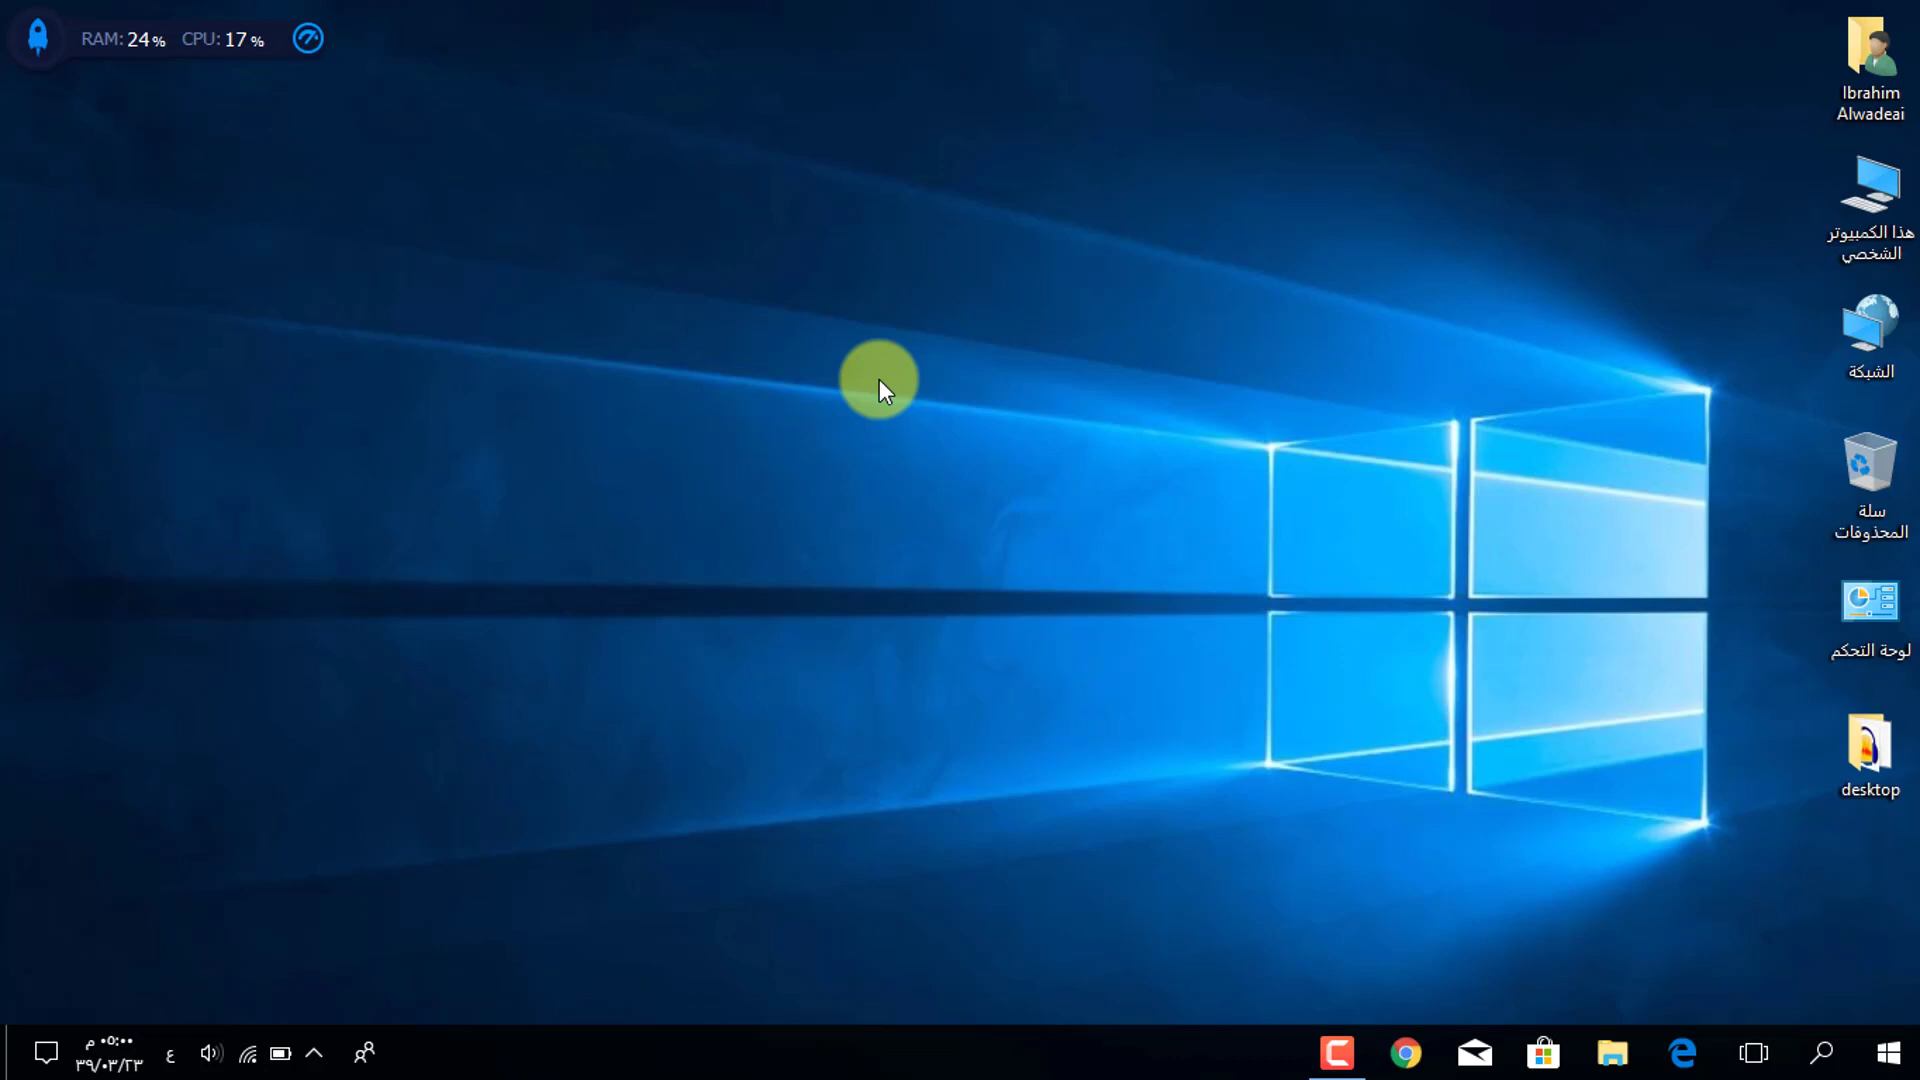 RAM: 24% CPU: 17%
Ibrahim
Alwadeai
هذا الكمبيوتر
الشخصي
الشبكة
سلة
المحذوفات
لوحة التحكم
desktop
٠٥:٠٠ م
٣٩/٠٣/٢٣
ع